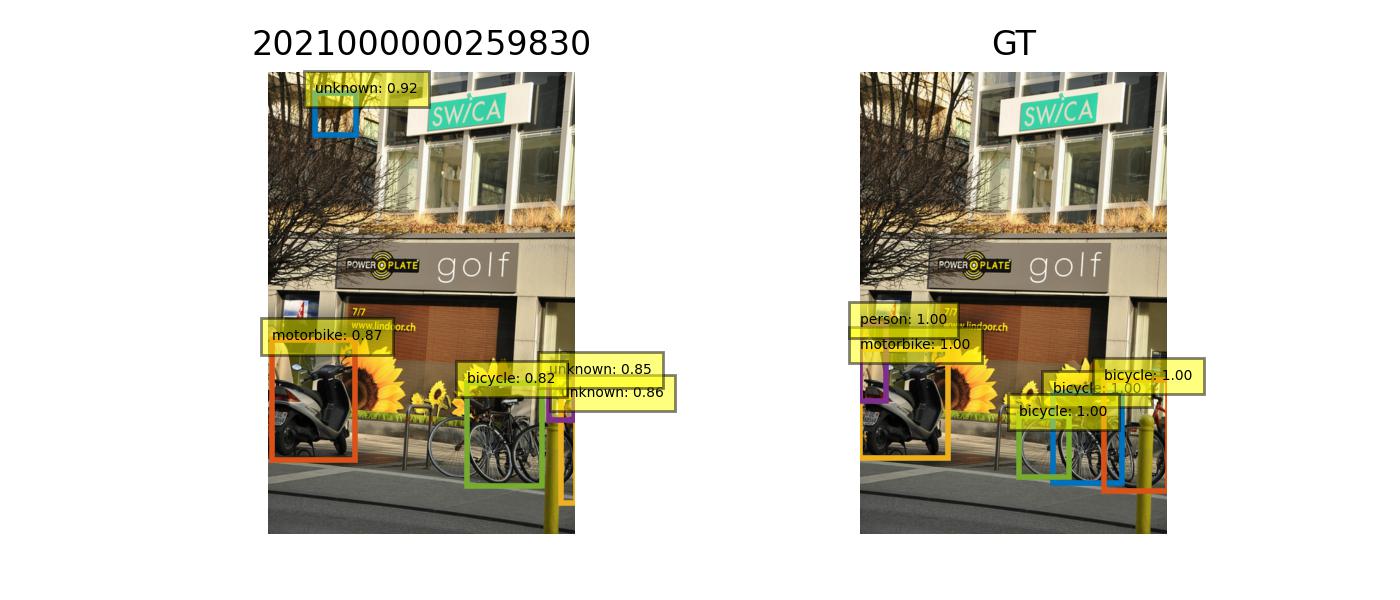 2021000000259830
unknown: 0.92
SWiCA
POWER PLATE
golf
7/7
www.lindoor.ch
motorbike: 0.87
bicycle: 0.82
unknown: 0.85
unknown: 0.86
GT
SWiCA
POWER PLATE
golf
7/7
www.lindoor.ch
person: 1.00
motorbike: 1.00
bicycle: 1.00
bicycle: 1.00
bicycle: 1.00